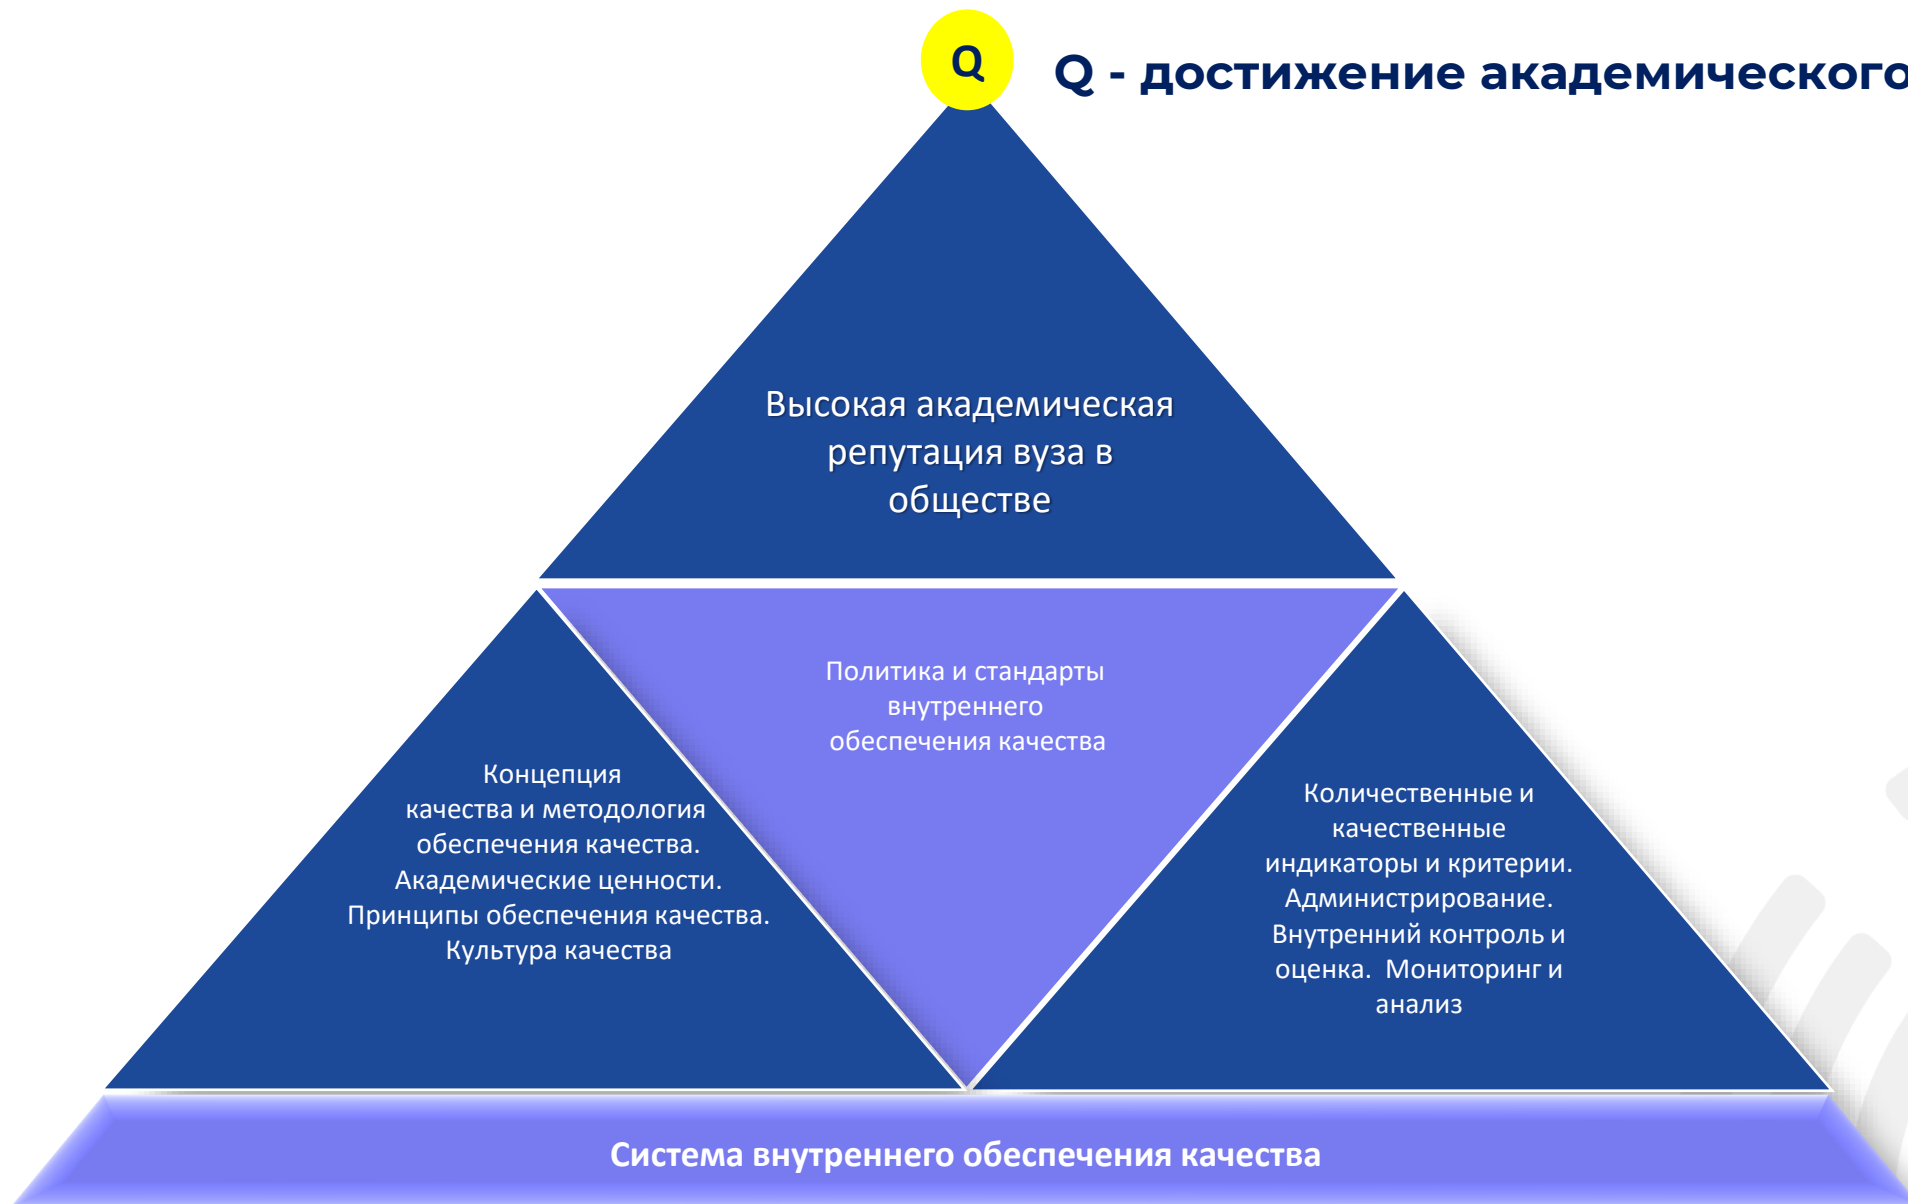 Q
Q - достижение академического
Высокая академическая
репутация вуза в
обществе
Политика и стандарты
внутреннего
обеспечения качества
Концепция
качества и методология
обеспечения качества.
Академические ценности.
Принципы обеспечения качества.
Культура качества
Количественные и
качественные
индикаторы и критерии.
Администрирование.
Внутренний контроль и
оценка.  Мониторинг и
анализ
Система внутреннего обеспечения качества